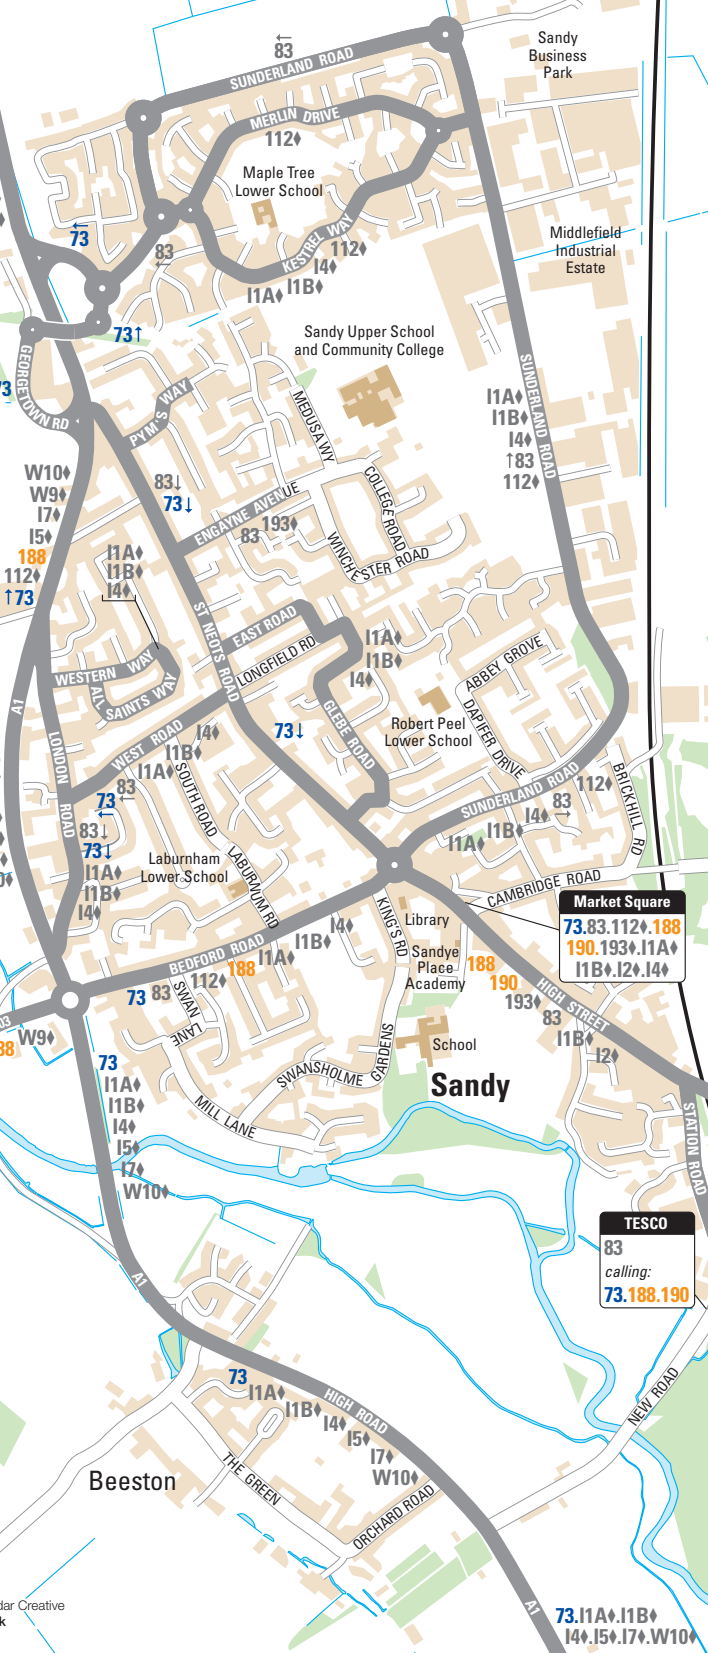 ←
83
SUNDERLAND ROAD
Sandy
Business
Park
MERLIN DRIVE
112♦
Maple Tree
Lower School
←
73
83
←
KESTREL WAY
112♦
I4♦
I1B♦
I1A♦
Middlefield
Industrial
Estate
73↑
Sandy Upper School
and Community College
GEORGETOWN RD
73
PYM'S WAY
MEDUSA WY
SUNDERLAND ROAD
I1A♦
I1B♦
I4♦
↑83
112♦
W10♦
W9♦
I7♦
I5♦
188
112♦
↑73
83↓
73↓
ENGAYNE AVENUE
193♦
83
COLLEGE ROAD
WINCHESTER ROAD
I1A♦
I1B♦
I4♦
ST NEOTS ROAD
EAST ROAD
LONGFIELD RD
I1A♦
I1B♦
I4♦
ABBEY GROVE
DAPIFER DRIVE
WESTERN WAY
ALL SAINTS WAY
A1
GLEBE ROAD
Robert Peel
Lower School
73↓
WEST ROAD
I4♦
I1B♦
I1A♦
LONDON ROAD
SOUTH ROAD
83
←
73
←
83↓
73↓
I1A♦
I1B♦
I4♦
SUNDERLAND ROAD
112♦
83
→
I4♦
I1B♦
I1A♦
BRICKHILL RD
Laburnham
Lower School
LABURNUM RD
CAMBRIDGE ROAD
Market Square
73.83.112♦.188
190.193♦.I1A♦
I1B♦.I2♦.I4♦
KING'S RD
Library
Sandye
Place
Academy
BEDFORD ROAD
I4♦
I1B♦
I1A♦
188
112♦
83
73
188
190
193♦
83
I1B♦
I2♦
HIGH STREET
SWAN LANE
03
88
W9♦
School
GARDENS
SWANSHOLME
Sandy
MILL LANE
73
I1A♦
I1B♦
I4♦
I5♦
I7♦
W10♦
STATION ROAD
TESCO
83
calling:
73.188.190
A1
73
I1A♦
I1B♦
I4♦
I5♦
I7♦
W10♦
HIGH ROAD
NEW ROAD
Beeston
THE GREEN
ORCHARD ROAD
dar Creative
k
A1
73.I1A♦.I1B♦
I4♦.I5♦.I7♦.W10♦